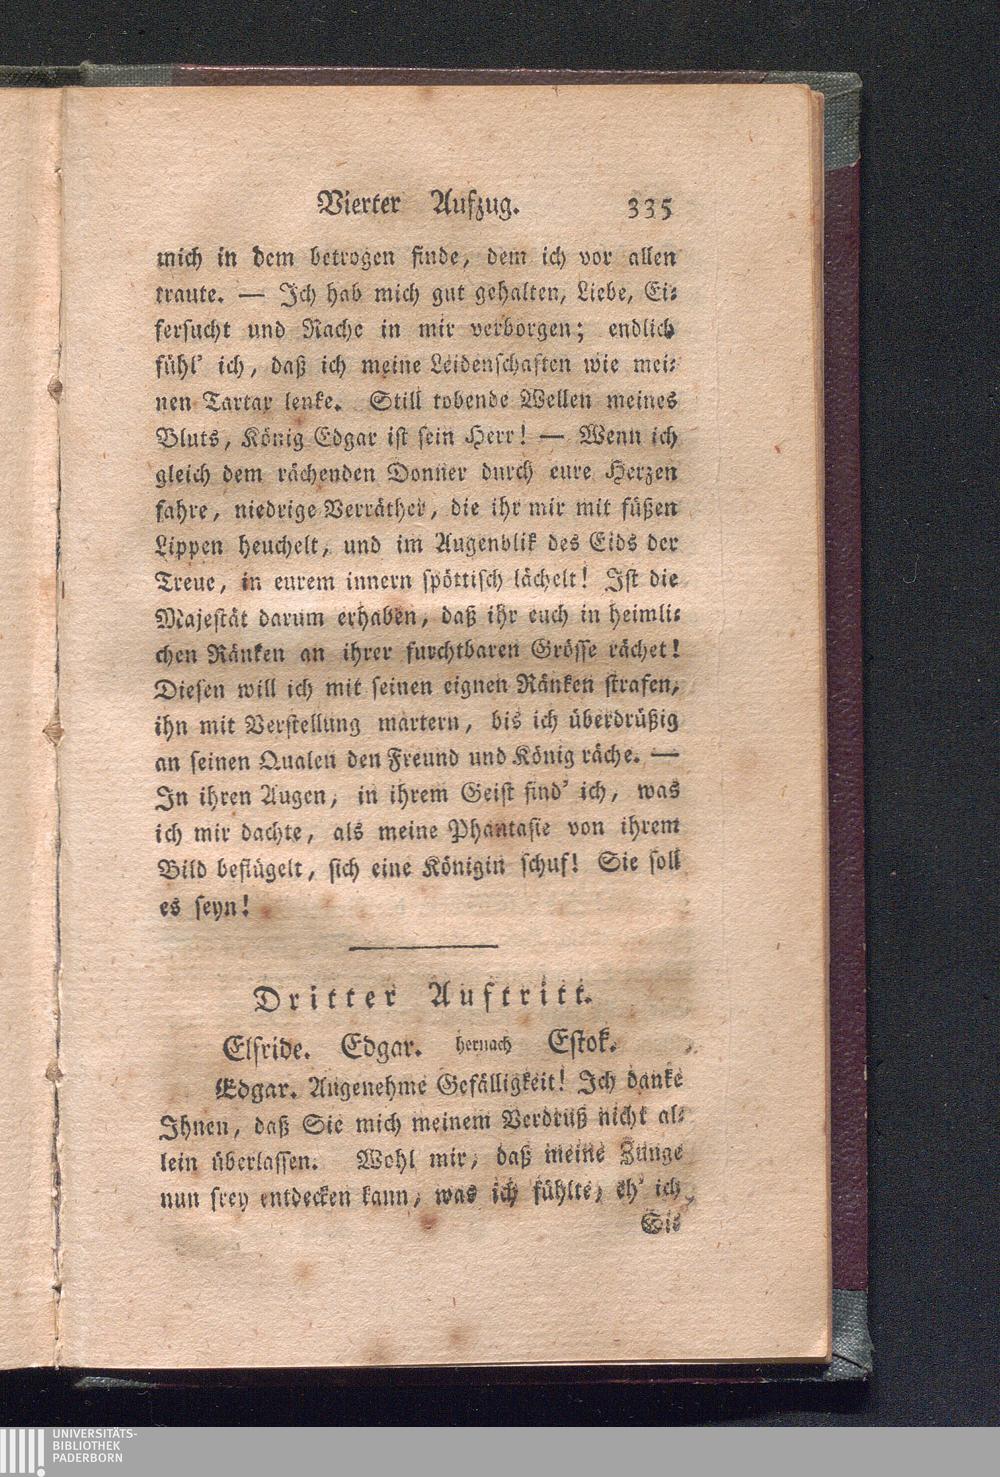 Vierter Aufzug. 335
mich in dem betrogen finde, dem ich vor allen
traute. — Ich hab mich gut gehalten, Liebe, Ei⸗
fersucht und Rache in mir verborgen; endlich
fühl' ich, daß ich meine Leidenschaften wie mei⸗
nen Tartar lenke. Still tobende Wellen meines
Bluts, König Edgar ist sein Herr! — Wenn ich
gleich dem rächenden Donner durch eure Herzen
fahre, niedrige Verräther, die ihr mir mit füßen
Lippen heuchelt, und im Augenblik des Eids der
Treue, in eurem innern spöttisch lächelt! Ist die
Majestät darum erhaben, daß ihr euch in heimli⸗
chen Ränken an ihrer furchtbaren Grösse rächet!
Diesen will ich mit seinen eignen Ränken strafen,
ihn mit Verstellung martern, bis ich überdrüßig
an seinen Qualen den Freund und König räche. —
In ihren Augen, in ihrem Geist find' ich, was
ich mir dachte, als meine Phantasie von ihrem
Bild beflügelt, sich eine Königin schuf! Sie soll
es seyn!
Dritter Auftritt.
Elfride. Edgar. hernach Estok.
Edgar. Augenehme Gefälligkeit! Ich danke
Ihnen, daß Sie mich meinem Verdruß nicht al⸗
lein überlassen. Wohl mir, daß meine Zunge
nun frey entdecken kann, was ich fühlte, eh' ich
Sie
UNIVERSITÄTS-
BIBLIOTHEK
PADERBORN